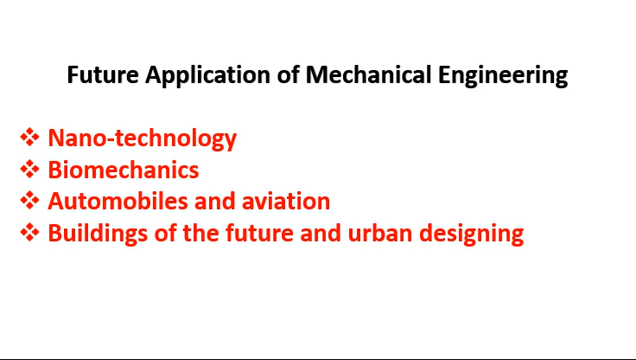 Future Application of Mechanical Engineering
❖ Nano-technology
❖ Biomechanics
❖ Automobiles and aviation
❖ Buildings of the future and urban designing